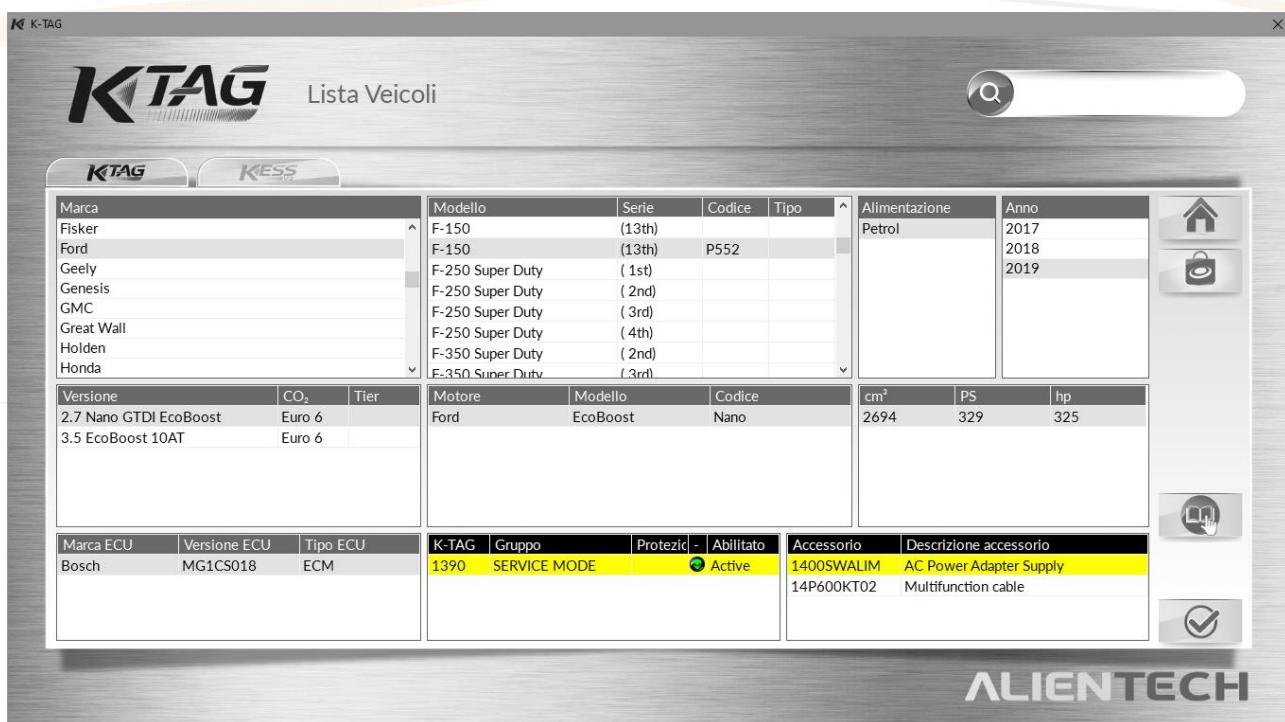 K K-TAG
KTAG
Lista Veicoli
KTAG KESS
Marca
Fisker
Ford
Geely
Genesis
GMC
Great Wall
Holden
Honda
Modello Serie Codice Tipo
F-150 (13th)
F-150 (13th) P552
F-250 Super Duty ( 1st)
F-250 Super Duty ( 2nd)
F-250 Super Duty ( 3rd)
F-250 Super Duty ( 4th)
F-350 Super Duty ( 2nd)
F-350 Super Duty ( 3rd)
Alimentazione
Petrol
Anno
2017
2018
2019
Versione CO₂ Tier
2.7 Nano GTDI EcoBoost Euro 6
3.5 EcoBoost 10AT Euro 6
Motore Modello Codice
Ford EcoBoost Nano
cm³ PS hp
2694 329 325
Marca ECU Versione ECU Tipo ECU
Bosch MG1CS018 ECM
K-TAG Gruppo Protezic - Abilitato
1390 SERVICE MODE Active
Accessorio Descrizione accessorio
1400SWALIM AC Power Adapter Supply
14P600KT02 Multifunction cable
ALIENTECH